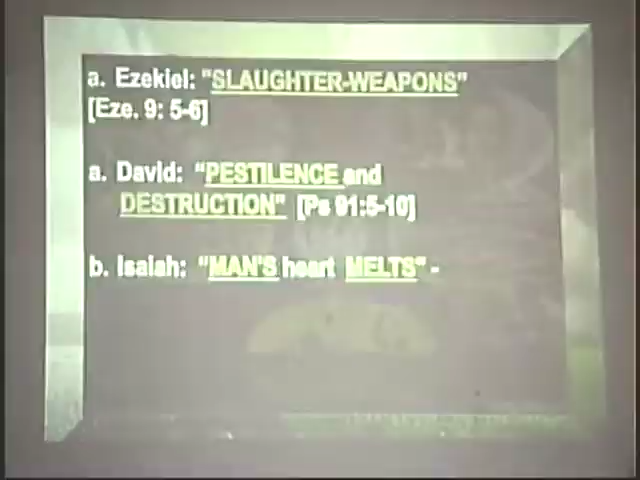 a. Ezekiel: "SLAUGHTER-WEAPONS"
[Eze. 9: 5-6]
a. David: "PESTILENCE and
DESTRUCTION" [Ps 91:5-10]
b. Isaiah: "MAN'S heart MELTS" -